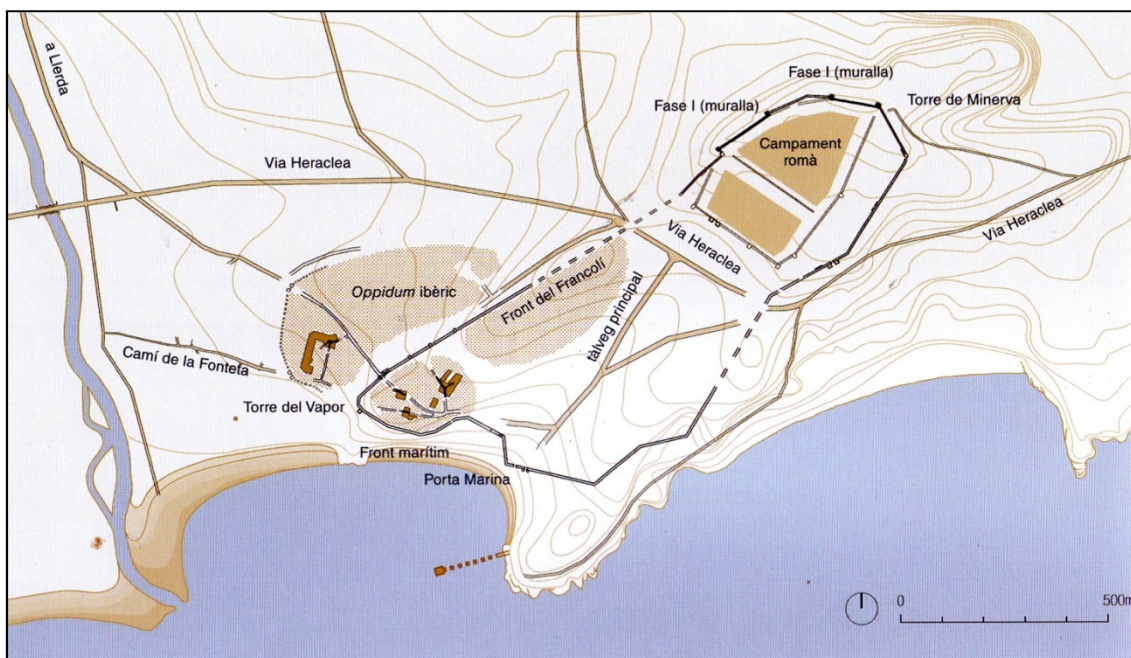 a Llerda
Via Heraclea
Fase I (muralla)
Fase I (muralla)
Torre de Minerva
Campament
romà
Via Heraclea
Via Heraclea
Oppidum ibèric
Front del Francolí
tàlveg principal
Camí de la Fonteta
Torre del Vapor
Front marítim
Porta Marina
0
500m